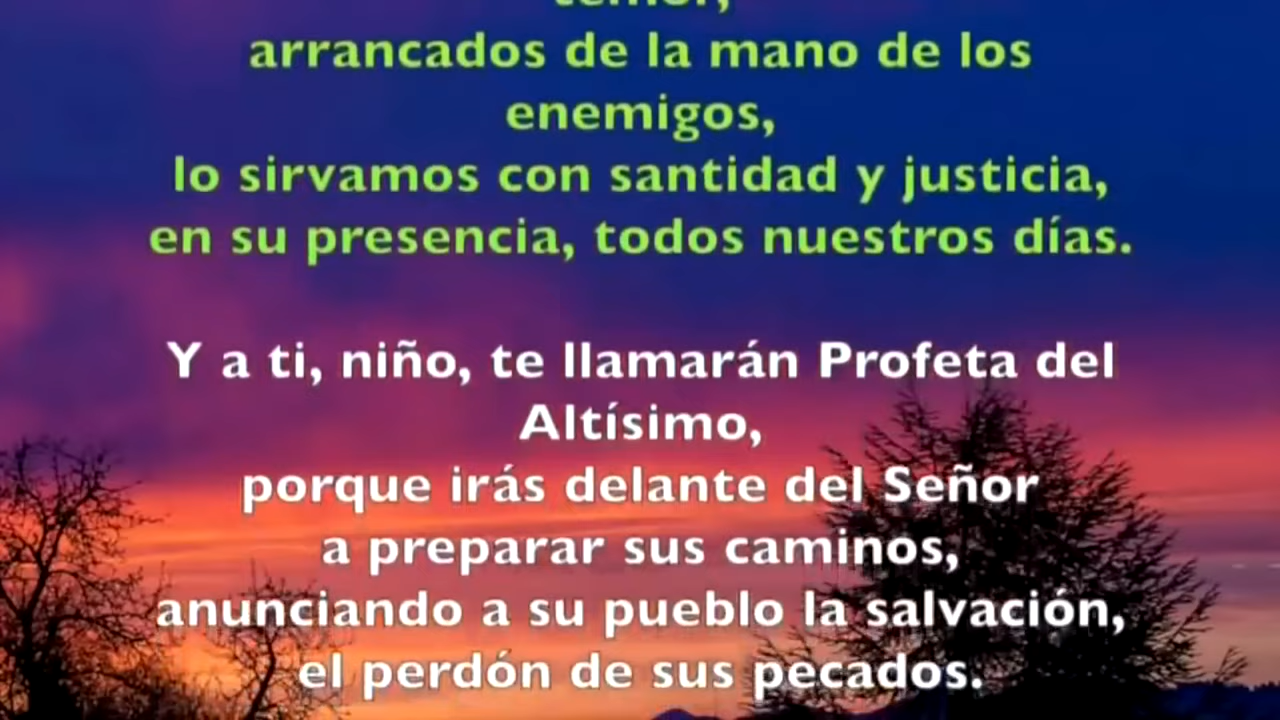 temor,
arrancados de la mano de los
enemigos,
lo sirvamos con santidad y justicia,
en su presencia, todos nuestros días.
Y a ti, niño, te llamarán Profeta del
Altísimo,
porque irás delante del Señor
a preparar sus caminos,
anunciando a su pueblo la salvación,
el perdón de sus pecados.